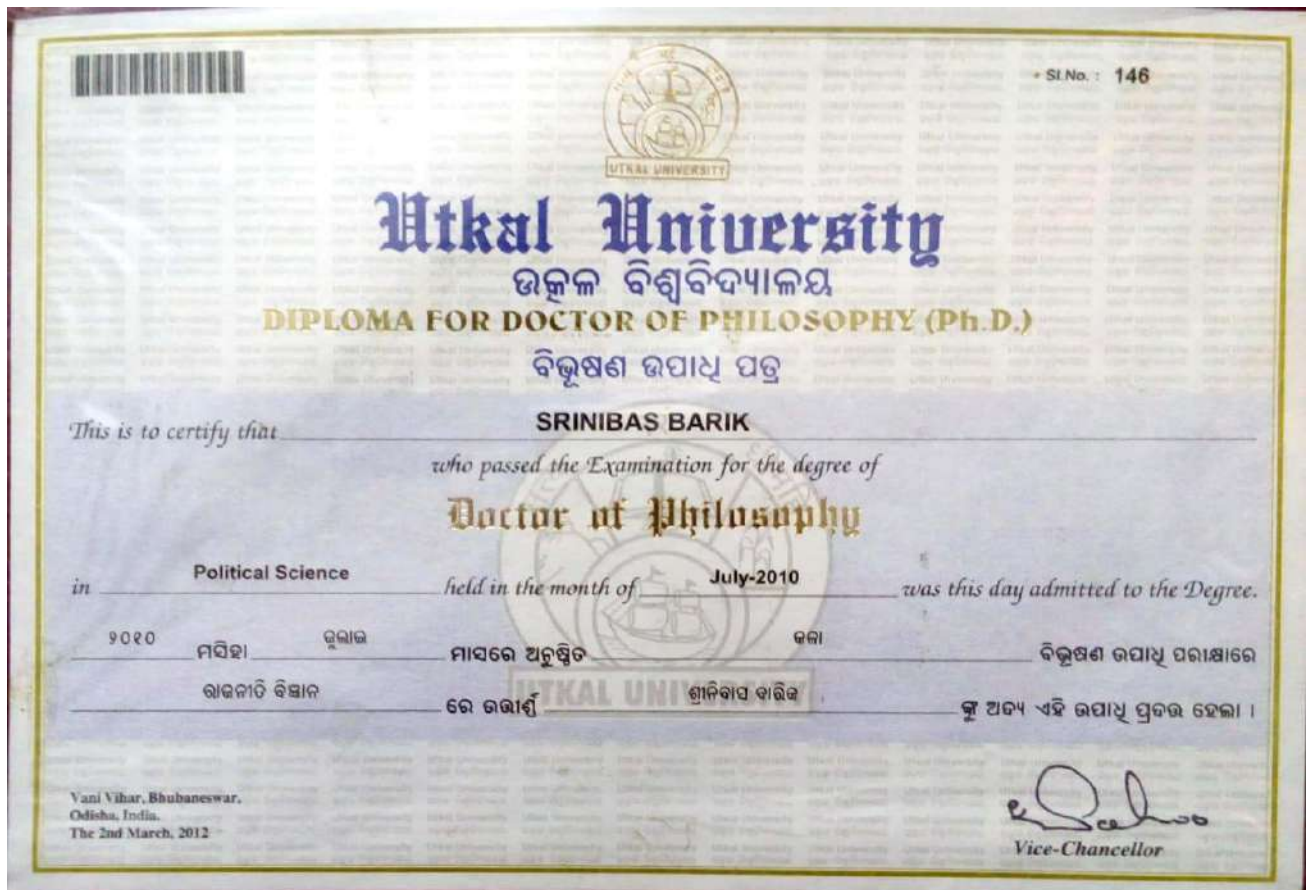 SI.No. : 146
UTKAL UNIVERSITY
Utkal University
ଉତ୍କଳ ବିଶ୍ୱବିଦ୍ୟାଳୟ
DIPLOMA FOR DOCTOR OF PHILOSOPHY (Ph.D.)
ବିଭୂଷଣ ଉପାଧି ପତ୍ର
This is to certify that SRINIBAS BARIK
who passed the Examination for the degree of
Doctor of Philosophy
in Political Science held in the month of July-2010 was this day admitted to the Degree.
୨୦୧୦ ମସିହା ଜୁଲାଇ ମାସରେ ଅନୁଷ୍ଠିତ କଳା ବିଭୂଷଣ ଉପାଧି ପରୀକ୍ଷାରେ
ରାଜନୀତି ବିଜ୍ଞାନ ରେ ଉତ୍ତୀର୍ଣ୍ଣ ଶ୍ରୀନିବାସ ବାରିକ ଙ୍କୁ ଅଦ୍ୟ ଏହି ଉପାଧି ପ୍ରଦତ୍ତ ହେଲା ।
UTKAL UNIVERSITY
Vani Vihar, Bhubaneswar,
Odisha, India.
The 2nd March, 2012
Vice-Chancellor